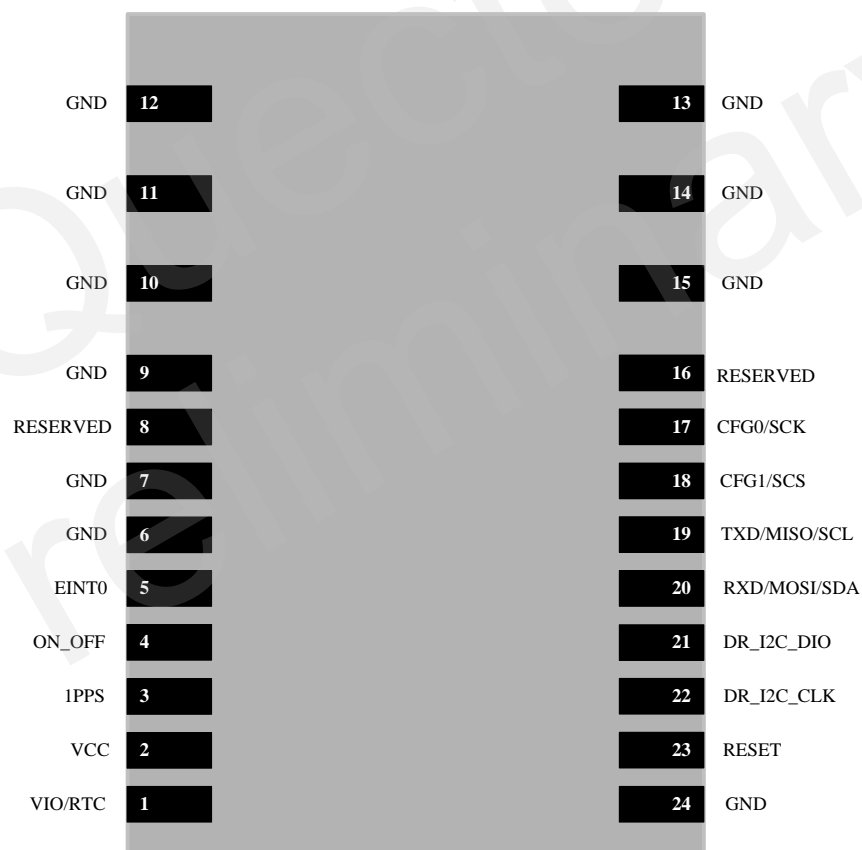 Quectel
Preliminary
GND 12 13 GND
GND 11 14 GND
GND 10 15 GND
GND 9 16 RESERVED
RESERVED 8 17 CFG0/SCK
GND 7 18 CFG1/SCS
GND 6 19 TXD/MISO/SCL
EINT0 5 20 RXD/MOSI/SDA
ON_OFF 4 21 DR_I2C_DIO
1PPS 3 22 DR_I2C_CLK
VCC 2 23 RESET
VIO/RTC 1 24 GND